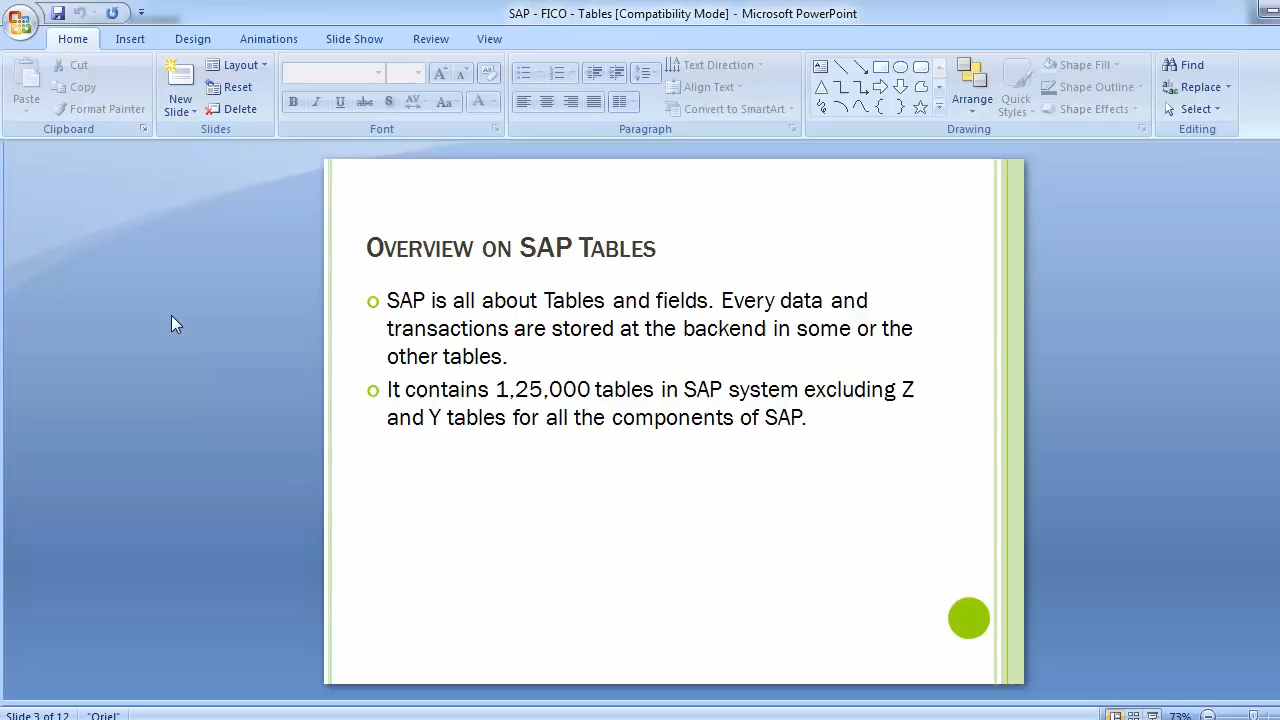 SAP - FICO - Tables [Compatibility Mode] - Microsoft PowerPoint
Home Insert Design Animations Slide Show Review View
Paste
Cut
Copy
Format Painter
Clipboard
New Slide
Layout
Reset
Delete
Slides
B I U abc S AV Aa A
Font
Text Direction
Align Text
Convert to SmartArt
Paragraph
Arrange
Quick Styles
Shape Fill
Shape Outline
Shape Effects
Drawing
Find
Replace
Select
Editing
OVERVIEW ON SAP TABLES
SAP is all about Tables and fields. Every data and
transactions are stored at the backend in some or the
other tables.
It contains 1,25,000 tables in SAP system excluding Z
and Y tables for all the components of SAP.
Slide 3 of 12 "Oriel" 73%